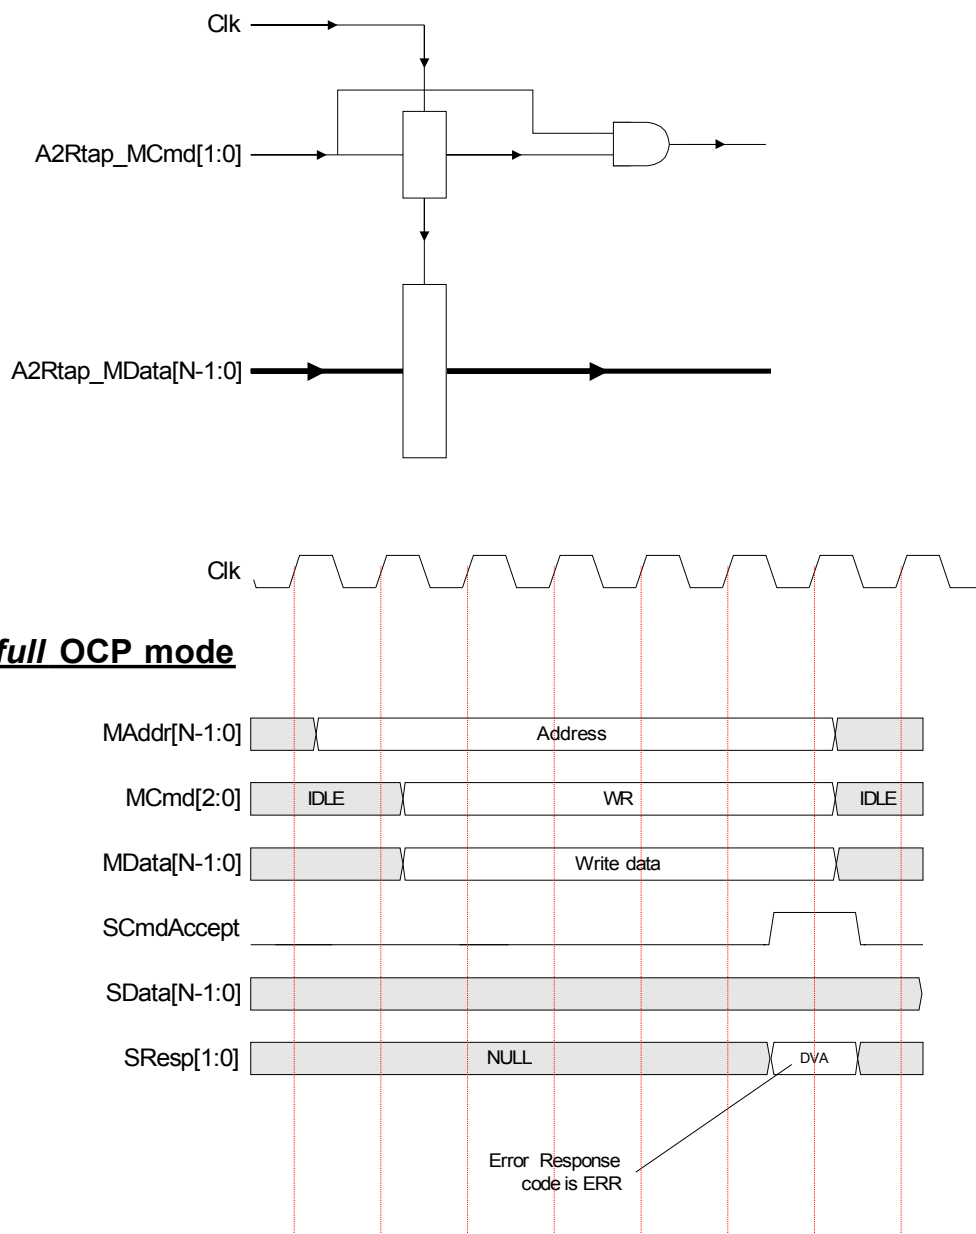 Clk
A2Rtap_MCmd[1:0]
A2Rtap_MData[N-1:0]
Clk
full OCP mode
MAddr[N-1:0]
Address
MCmd[2:0]
IDLE
WR
IDLE
MData[N-1:0]
Write data
SCmdAccept
SData[N-1:0]
SResp[1:0]
NULL
DVA
Error Response
code is ERR